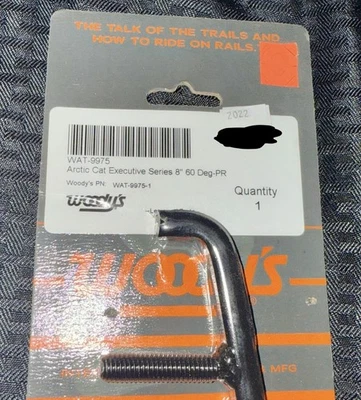 THE TALK OF THE TRAILS AND
HOW TO RIDE ON RAILS.
2022
WAT-9975
Arctic Cat Executive Series 8" 60 Deg-PR
Woody's PN: WAT-9975-1
Woody's
Quantity
1
WOODY'S
MFG